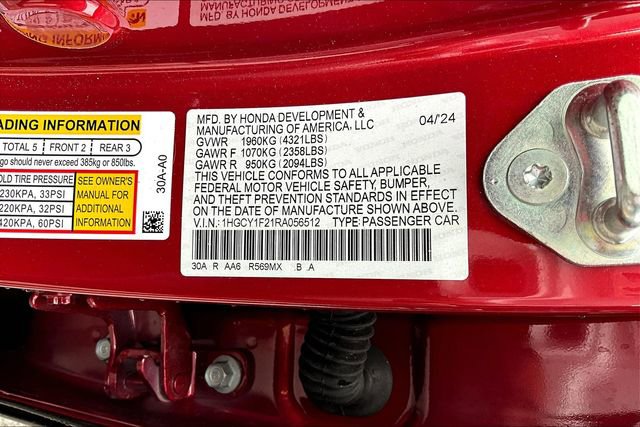 MFD. BY HONDA DEVELOPMENT &
MANUFACTURING OF AMERICA, LLC 04/24
GVWR 1960KG (4321LBS)
GAWR F 1070KG (2358LBS)
GAWR R 950KG (2094LBS)
THIS VEHICLE CONFORMS TO ALL APPLICABLE
FEDERAL MOTOR VEHICLE SAFETY, BUMPER,
AND THEFT PREVENTION STANDARDS IN EFFECT
ON THE DATE OF MANUFACTURE SHOWN ABOVE.
V.I.N.: 1HGCY1F21RA056512 TYPE:PASSENGER CAR
30A R AA6 R569MX .B .A
ADING INFORMATION
TOTAL 5 FRONT 2 REAR 3
go should never exceed 385kg or 850lbs.
LD TIRE PRESSURE
230KPA, 33PSI
220KPA, 32PSI
420KPA, 60PSI
SEE OWNER'S
MANUAL FOR
ADDITIONAL
INFORMATION
30A-A0